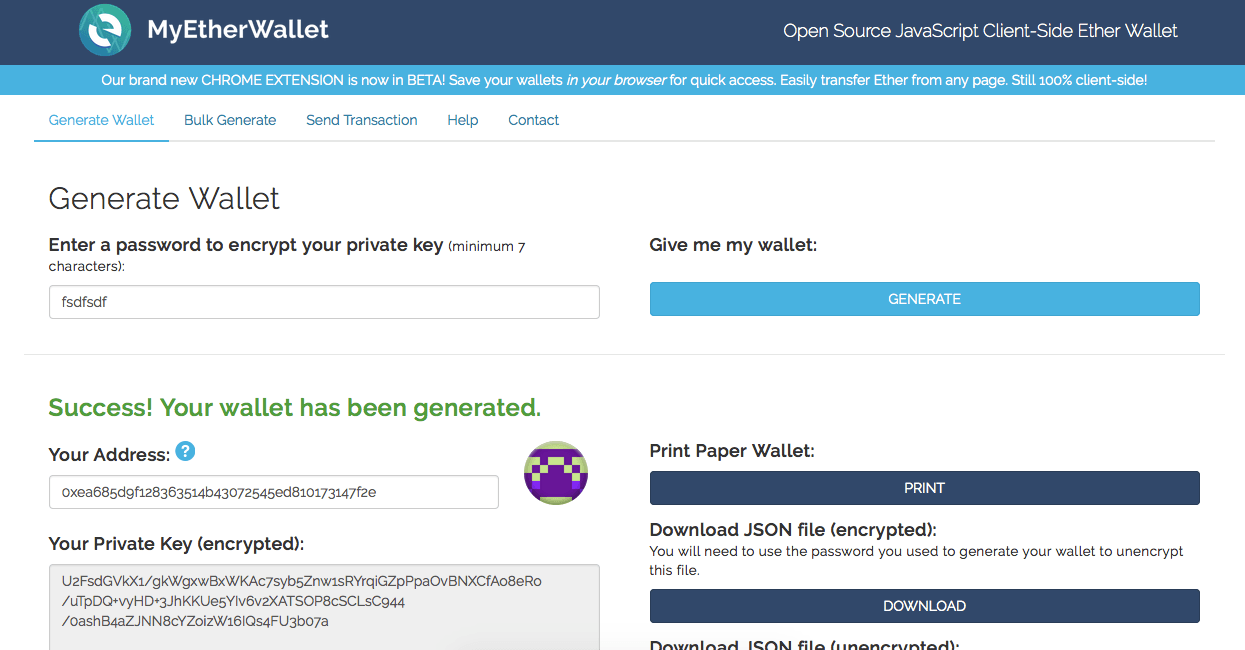 MyEtherWallet
Open Source JavaScript Client-Side Ether Wallet
Our brand new CHROME EXTENSION is now in BETA! Save your wallets in your browser for quick access. Easily transfer Ether from any page. Still 100% client-side!
Generate Wallet
Bulk Generate
Send Transaction
Help
Contact
Generate Wallet
Enter a password to encrypt your private key (minimum 7
characters):
fsdfsdf
Give me my wallet:
GENERATE
Success! Your wallet has been generated.
Your Address: ?
0xea685d9f128363514b43072545ed810173147f2e
Your Private Key (encrypted):
U2FsdGVkX1/gkWgxwBxWKAc7syb5Znw1sRYrqiGZpPpaOvBNXCfAo8eRo
/uTpDQ+vyHD+3JhKKUe5YIv6v2XATSOP8cSCLsC944
/0ashB4aZJNN8cYZoizW16IQs4FU3b07a
Print Paper Wallet:
PRINT
Download JSON file (encrypted):
You will need to use the password you used to generate your wallet to unencrypt
this file.
DOWNLOAD
Download JSON file (unencrypted):